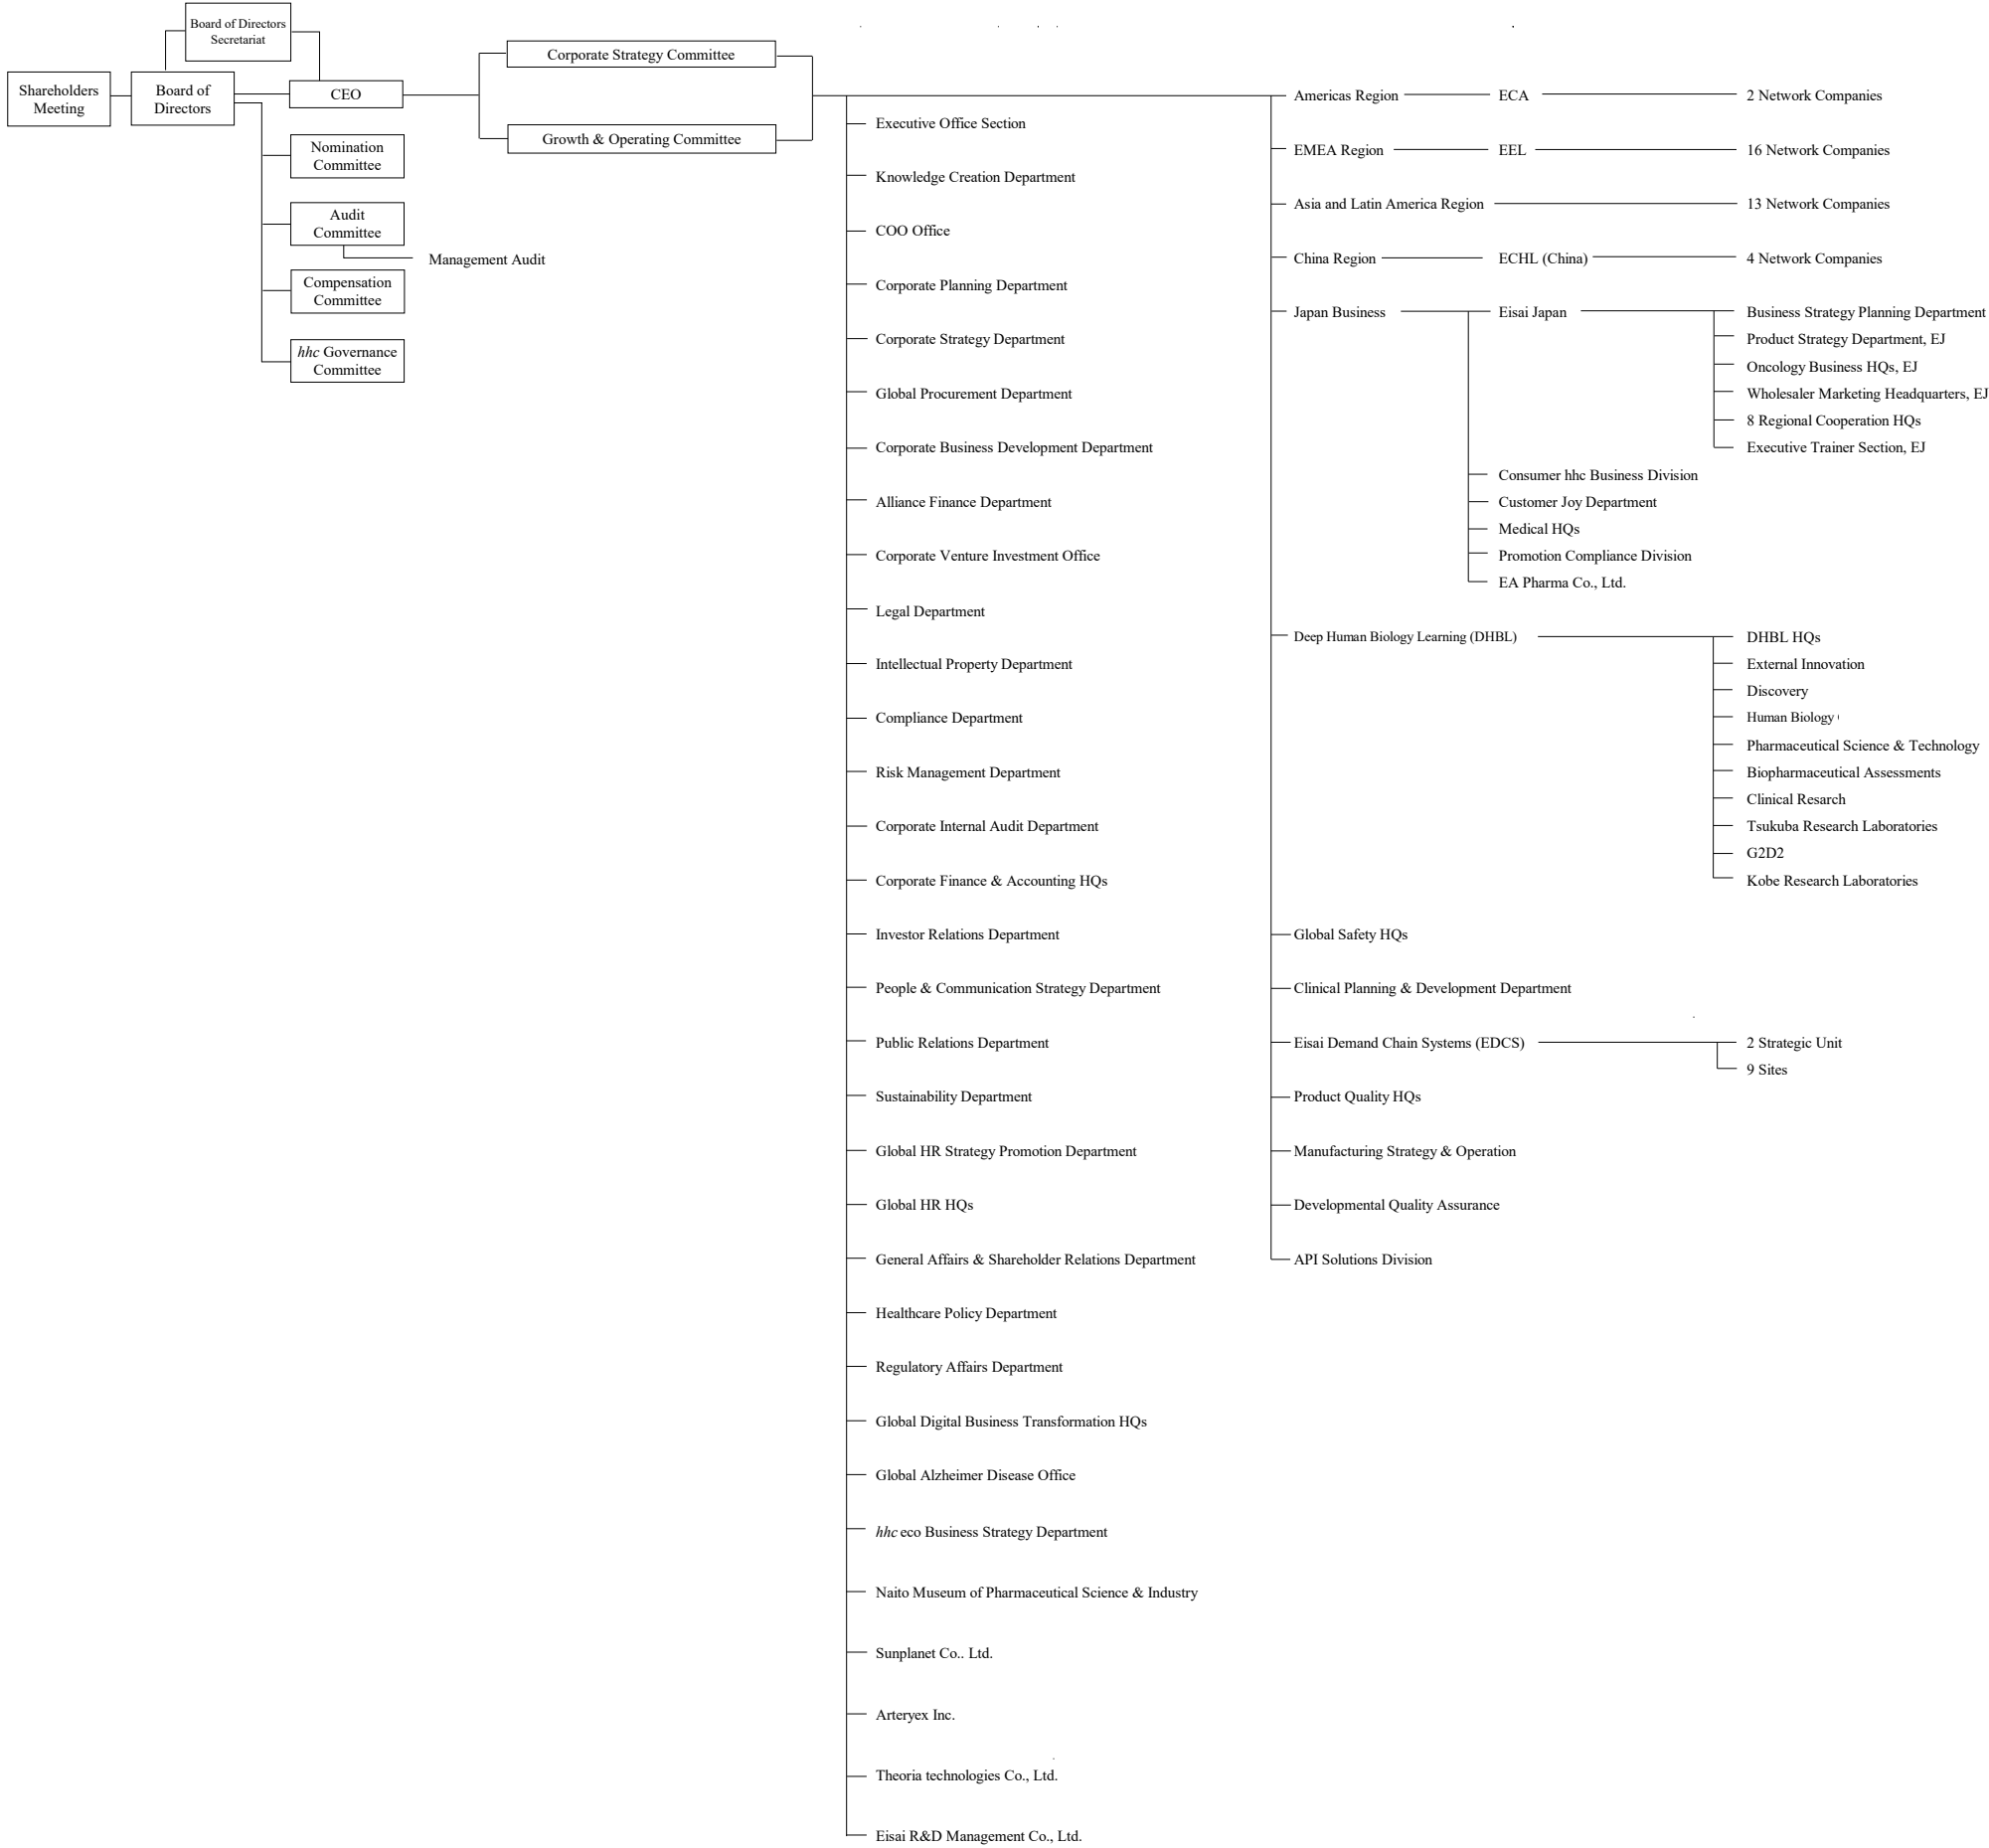 Board of Directors
Secretariat
Shareholders
Meeting
Board of
Directors
CEO
Nomination
Committee
Audit
Committee
Management Audit
Compensation
Committee
hhc Governance
Committee
Corporate Strategy Committee
Growth & Operating Committee
Executive Office Section
Knowledge Creation Department
COO Office
Corporate Planning Department
Corporate Strategy Department
Global Procurement Department
Corporate Business Development Department
Alliance Finance Department
Corporate Venture Investment Office
Legal Department
Intellectual Property Department
Compliance Department
Risk Management Department
Corporate Internal Audit Department
Corporate Finance & Accounting HQs
Investor Relations Department
People & Communication Strategy Department
Public Relations Department
Sustainability Department
Global HR Strategy Promotion Department
Global HR HQs
General Affairs & Shareholder Relations Department
Healthcare Policy Department
Regulatory Affairs Department
Global Digital Business Transformation HQs
Global Alzheimer Disease Office
hhc eco Business Strategy Department
Naito Museum of Pharmaceutical Science & Industry
Sunplanet Co.. Ltd.
Arteryex Inc.
Theoria technologies Co., Ltd.
Eisai R&D Management Co., Ltd.
Americas Region
ECA
2 Network Companies
EMEA Region
EEL
16 Network Companies
Asia and Latin America Region
13 Network Companies
China Region
ECHL (China)
4 Network Companies
Japan Business
Eisai Japan
Business Strategy Planning Department
Product Strategy Department, EJ
Oncology Business HQs, EJ
Wholesaler Marketing Headquarters, EJ
8 Regional Cooperation HQs
Executive Trainer Section, EJ
Consumer hhc Business Division
Customer Joy Department
Medical HQs
Promotion Compliance Division
EA Pharma Co., Ltd.
Deep Human Biology Learning (DHBL)
DHBL HQs
External Innovation
Discovery
Human Biology
Pharmaceutical Science & Technology
Biopharmaceutical Assessments
Clinical Resarch
Tsukuba Research Laboratories
G2D2
Kobe Research Laboratories
Global Safety HQs
Clinical Planning & Development Department
Eisai Demand Chain Systems (EDCS)
2 Strategic Unit
9 Sites
Product Quality HQs
Manufacturing Strategy & Operation
Developmental Quality Assurance
API Solutions Division